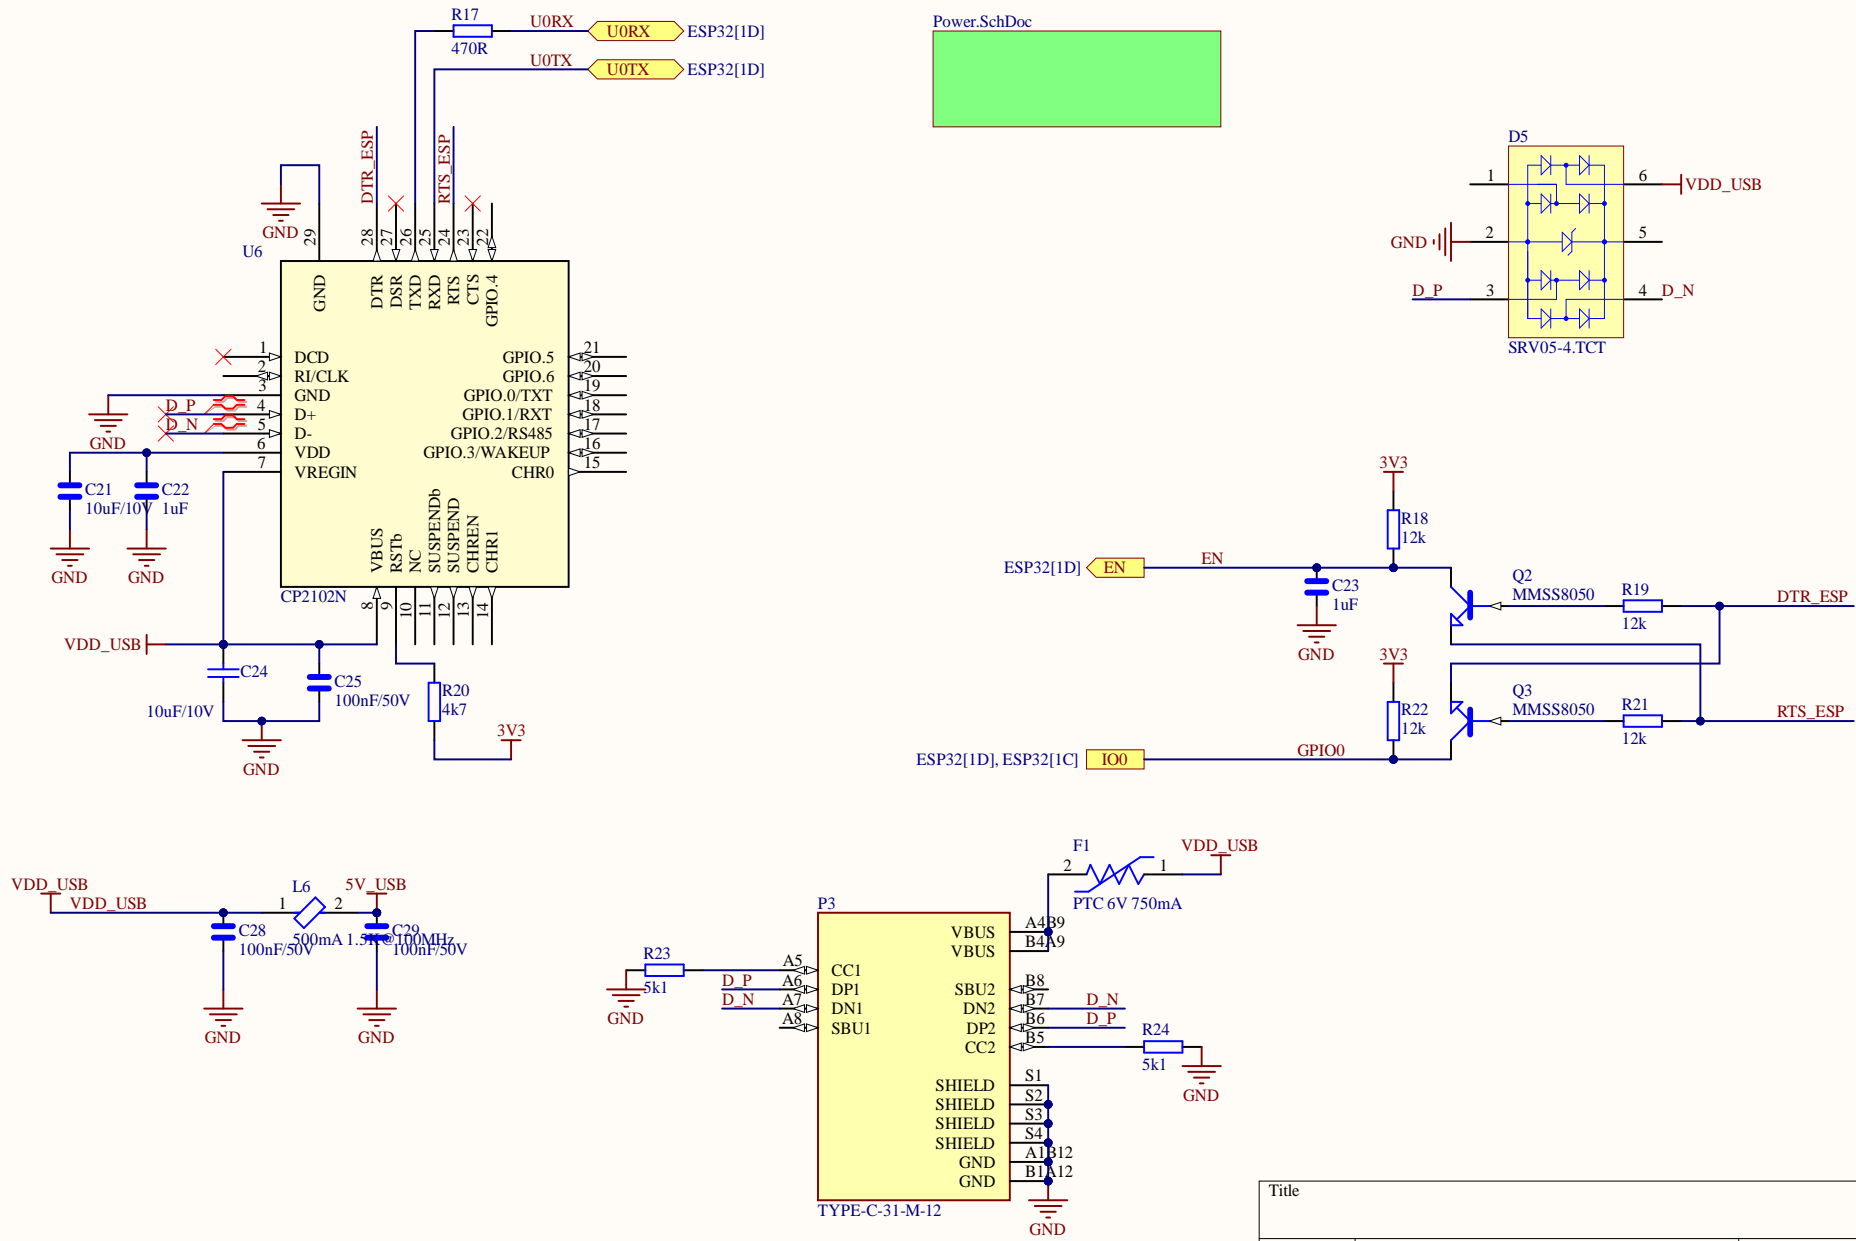 R17
470R
U0RX
U0RX
ESP32[1D]
U0TX
U0TX
ESP32[1D]
Power.SchDoc
DTR_ESP
RTS_ESP
GND
U6
29
28
27
26
25
24
23
22
GND
DTR
DSR
TXD
RXD
RTS
CTS
GPIO.4
1 DCD
2 RI/CLK
3 GND
D_P 4 D+
D_N 5 D-
6 VDD
7 VREGIN
GND
GPIO.5 21
GPIO.6 20
GPIO.0/TXT 19
GPIO.1/RXT 18
GPIO.2/RS485 17
GPIO.3/WAKEUP 16
CHR0 15
C21
10uF/10V
C22
1uF
GND
GND
VBUS
RSTb
NC
SUSPENDb
SUSPEND
CHREN
CHR1
CP2102N
8
9
10
11
12
13
14
VDD_USB
C24
10uF/10V
C25
100nF/50V
GND
R20
4k7
3V3
D5
1
6
VDD_USB
GND
2
5
D_P
3
4
D_N
SRV05-4.TCT
3V3
R18
12k
ESP32[1D]
EN
EN
C23
1uF
GND
Q2
MMSS8050
R19
12k
DTR_ESP
3V3
R22
12k
Q3
MMSS8050
R21
12k
RTS_ESP
ESP32[1D], ESP32[1C]
IO0
GPIO0
VDD_USB
VDD_USB
L6
1
2
500mA 1.5K@100MHz
5V_USB
C28
100nF/50V
C29
100nF/50V
GND
GND
F1
2
1
PTC 6V 750mA
VDD_USB
P3
R23
5k1
GND
A5 CC1
D_P A6 DP1
D_N A7 DN1
A8 SBU1
VBUS A4B9
VBUS B4A9
SBU2 B8
DN2 B7 D_N
DP2 B6 D_P
CC2 B5
R24
5k1
GND
SHIELD S1
SHIELD S2
SHIELD S3
SHIELD S4
GND A1B12
GND B1A12
GND
TYPE-C-31-M-12
Title